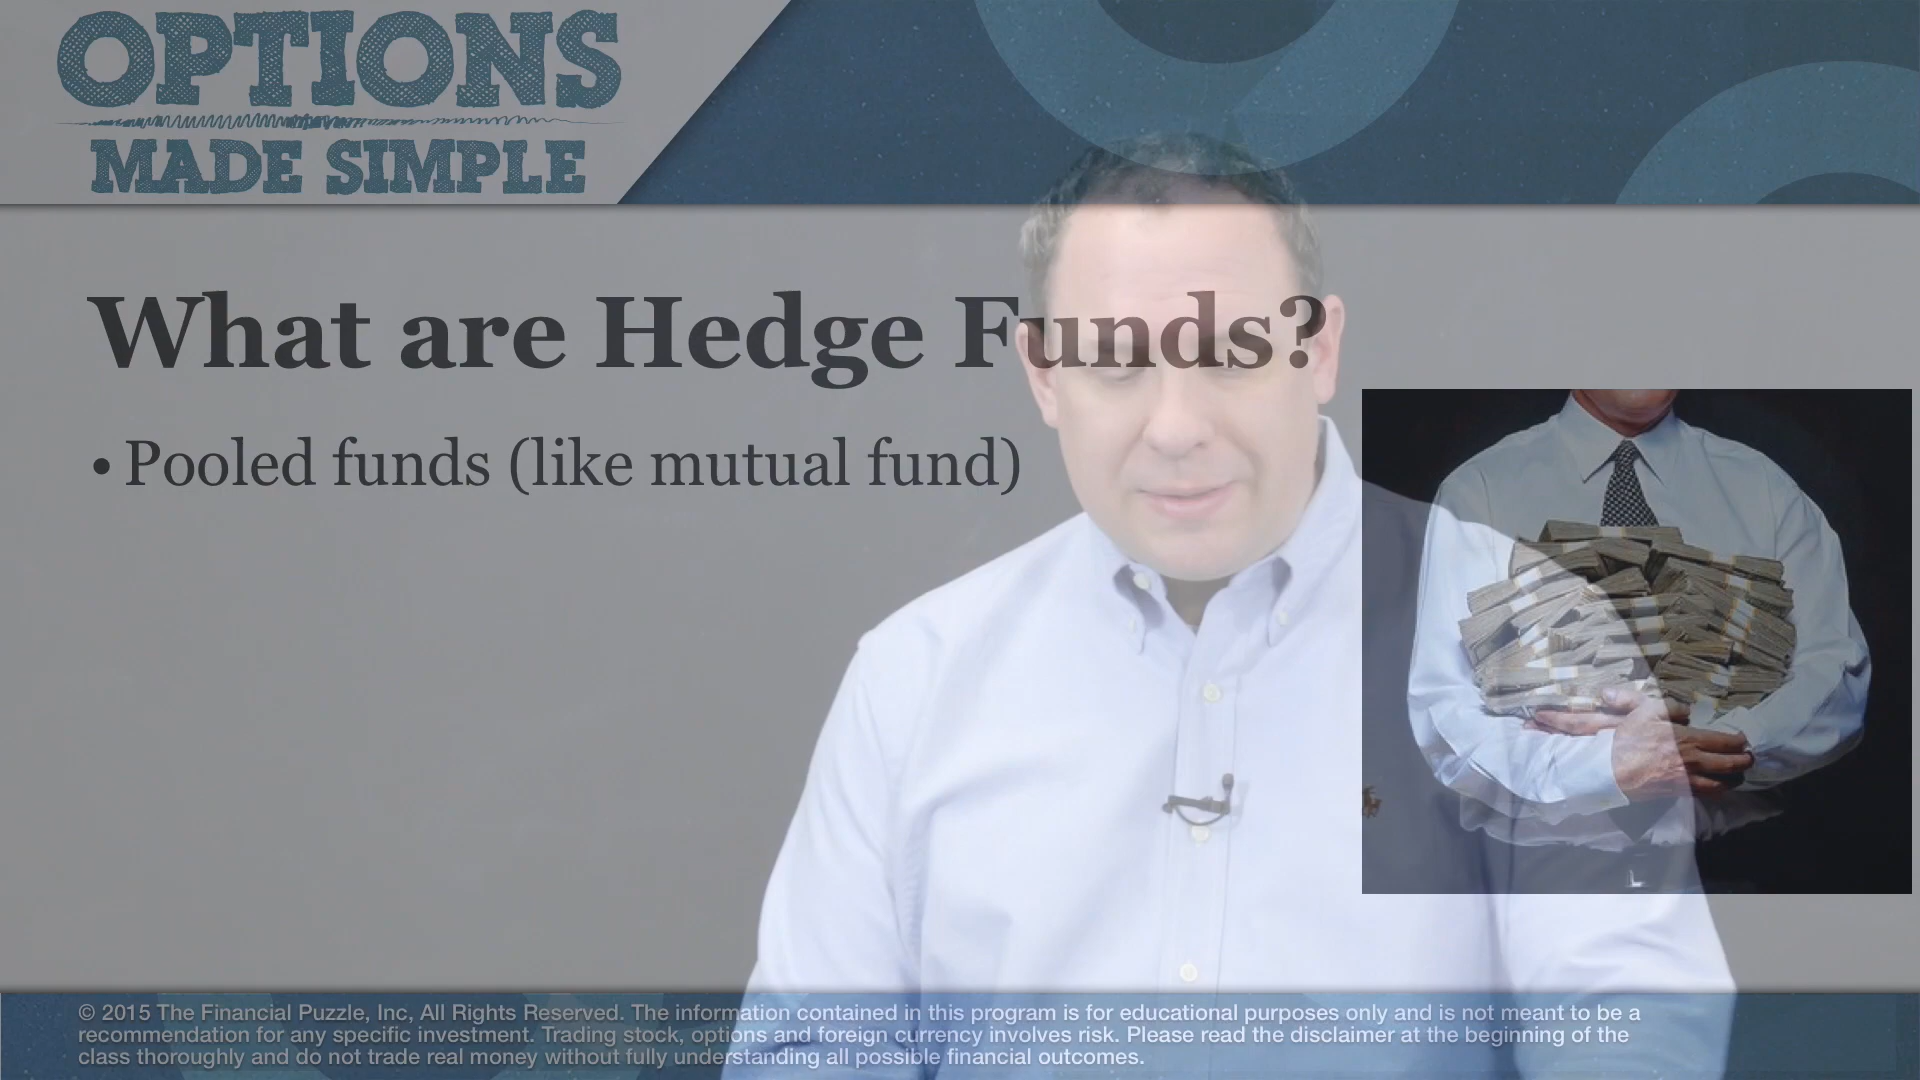 OPTIONS
MADE SIMPLE
What are Hedge Funds?
• Pooled funds (like mutual fund)
© 2015 The Financial Puzzle, Inc, All Rights Reserved. The information contained in this program is for educational purposes only and is not meant to be a
recommendation for any specific investment. Trading stock, options and foreign currency involves risk. Please read the disclaimer at the beginning of the
class thoroughly and do not trade real money without fully understanding all possible financial outcomes.